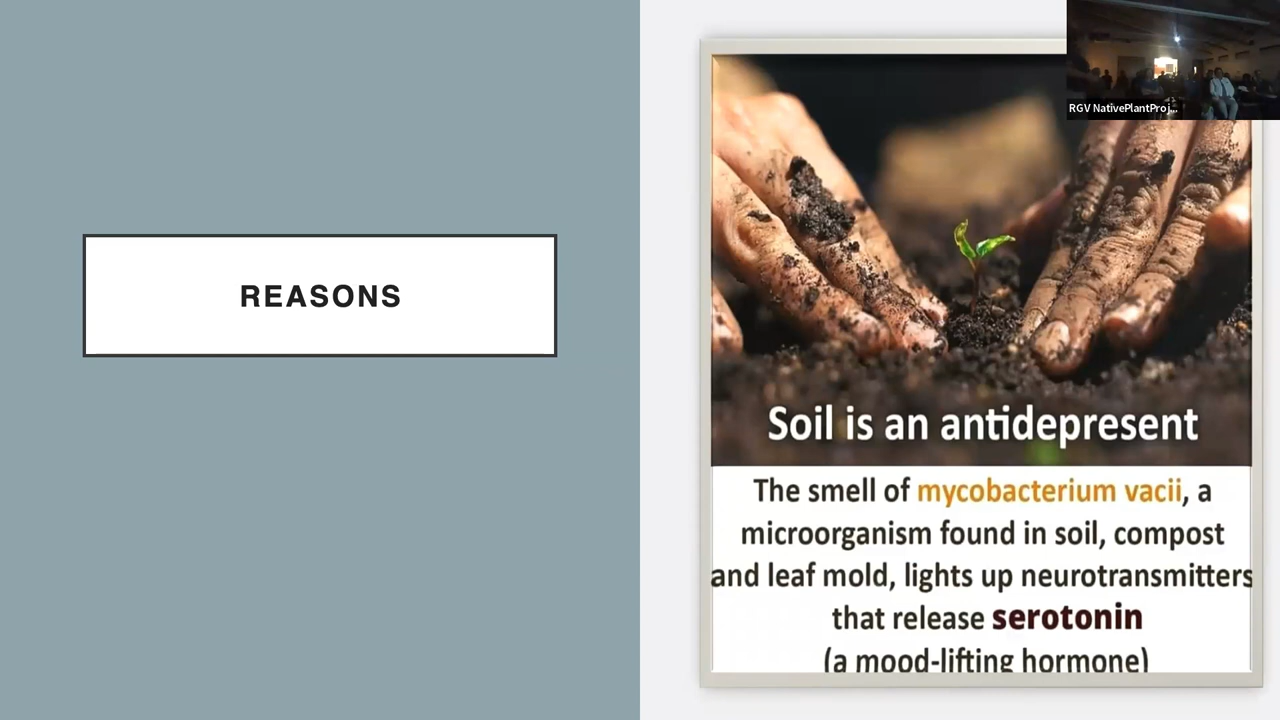 REASONS
RGV NativePlantProj...
Soil is an antidepresent
The smell of mycobacterium vacii, a
microorganism found in soil, compost
and leaf mold, lights up neurotransmitters
that release serotonin
(a mood-lifting hormone)